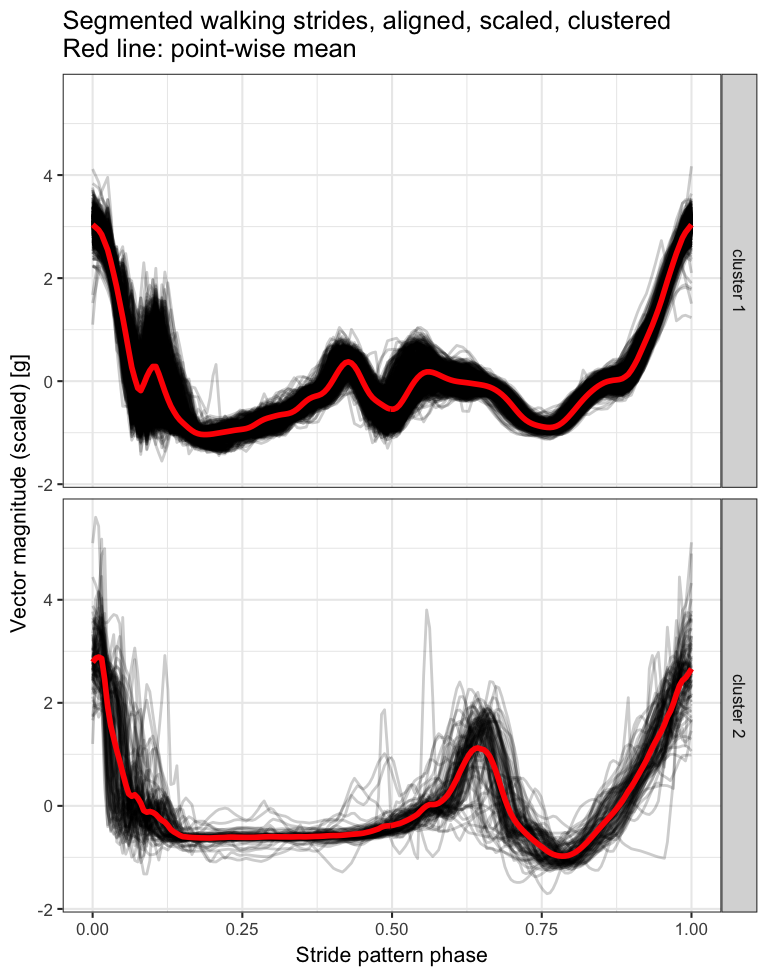 Segmented walking strides, aligned, scaled, clustered
Red line: point-wise mean
Vector magnitude (scaled) [g]
4
2
0
-2
cluster 1
4
2
0
-2
cluster 2
0.00 0.25 0.50 0.75 1.00
Stride pattern phase